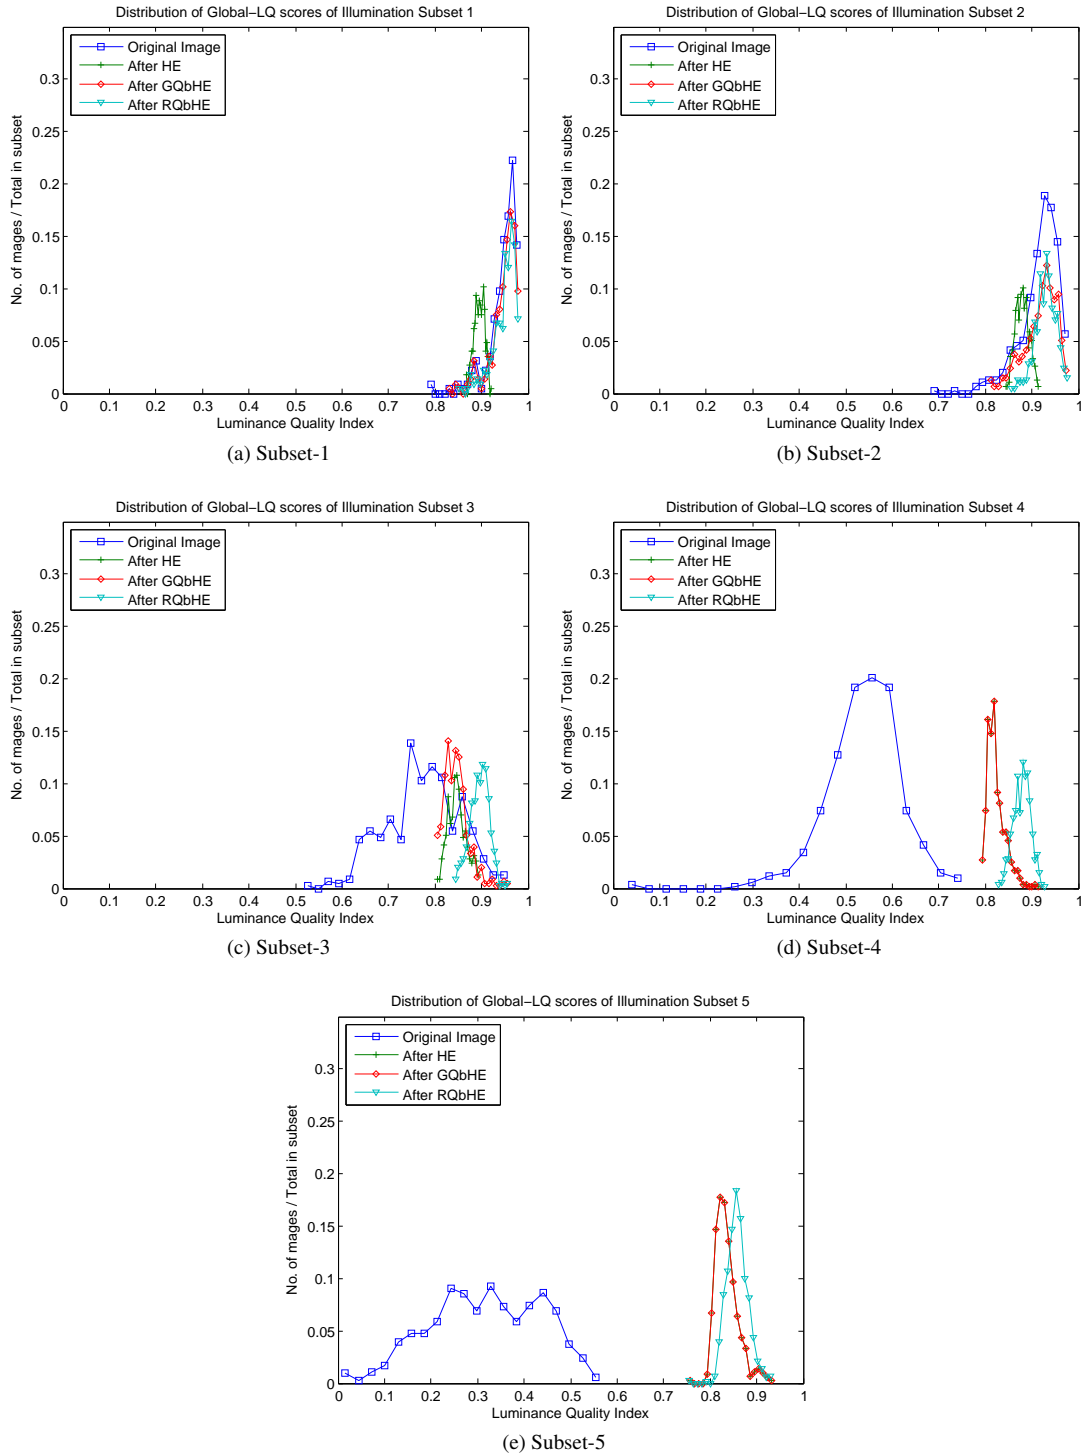 Distribution of Global−LQ scores of Illumination Subset 1
Original Image
After HE
After GQbHE
After RQbHE
No. of mages / Total in subset
0.3
0.25
0.2
0.15
0.1
0.05
0
0 0.1 0.2 0.3 0.4 0.5 0.6 0.7 0.8 0.9 1
Luminance Quality Index
(a) Subset-1
Distribution of Global−LQ scores of Illumination Subset 2
Original Image
After HE
After GQbHE
After RQbHE
No. of mages / Total in subset
0.3
0.25
0.2
0.15
0.1
0.05
0
0 0.1 0.2 0.3 0.4 0.5 0.6 0.7 0.8 0.9 1
Luminance Quality Index
(b) Subset-2
Distribution of Global−LQ scores of Illumination Subset 3
Original Image
After HE
After GQbHE
After RQbHE
No. of mages / Total in subset
0.3
0.25
0.2
0.15
0.1
0.05
0
0 0.1 0.2 0.3 0.4 0.5 0.6 0.7 0.8 0.9 1
Luminance Quality Index
(c) Subset-3
Distribution of Global−LQ scores of Illumination Subset 4
Original Image
After HE
After GQbHE
After RQbHE
No. of mages / Total in subset
0.3
0.25
0.2
0.15
0.1
0.05
0
0 0.1 0.2 0.3 0.4 0.5 0.6 0.7 0.8 0.9 1
Luminance Quality Index
(d) Subset-4
Distribution of Global−LQ scores of Illumination Subset 5
Original Image
After HE
After GQbHE
After RQbHE
No. of mages / Total in subset
0.3
0.25
0.2
0.15
0.1
0.05
0
0 0.1 0.2 0.3 0.4 0.5 0.6 0.7 0.8 0.9 1
Luminance Quality Index
(e) Subset-5